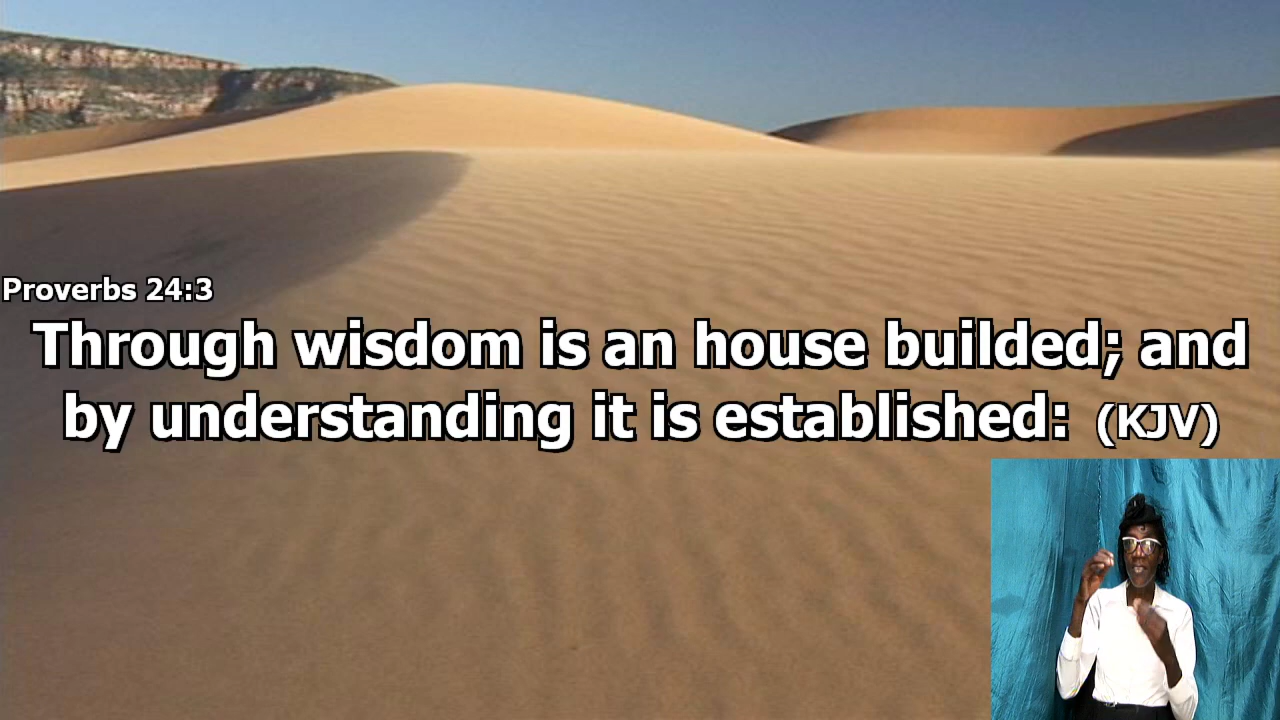 Proverbs 24:3
Through wisdom is an house builded; and
by understanding it is established: (KJV)